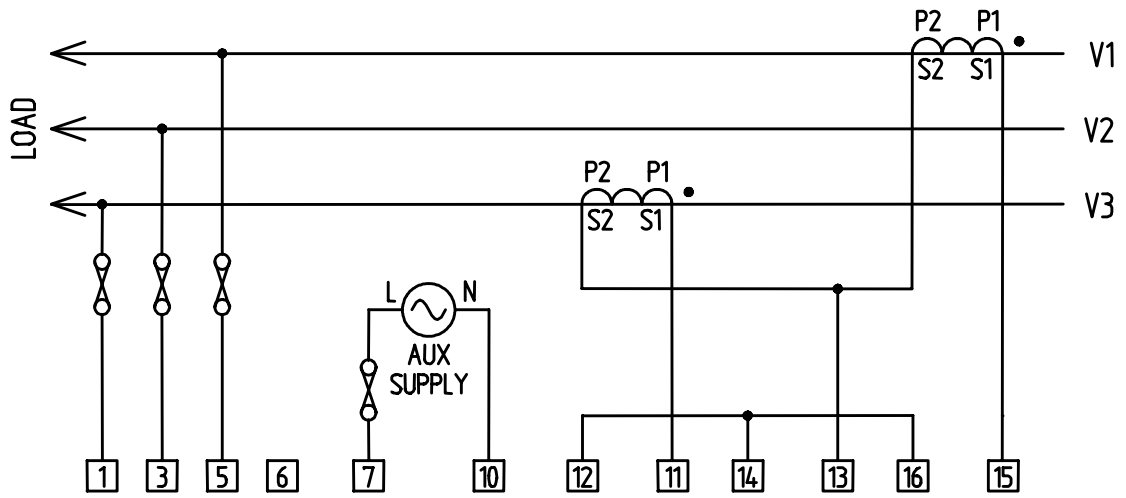 P2 P1
V1
S2 S1
LOAD
V2
P2 P1
V3
S2 S1
L N
AUX
SUPPLY
1 3 5 6 7 10 12 11 14 13 16 15